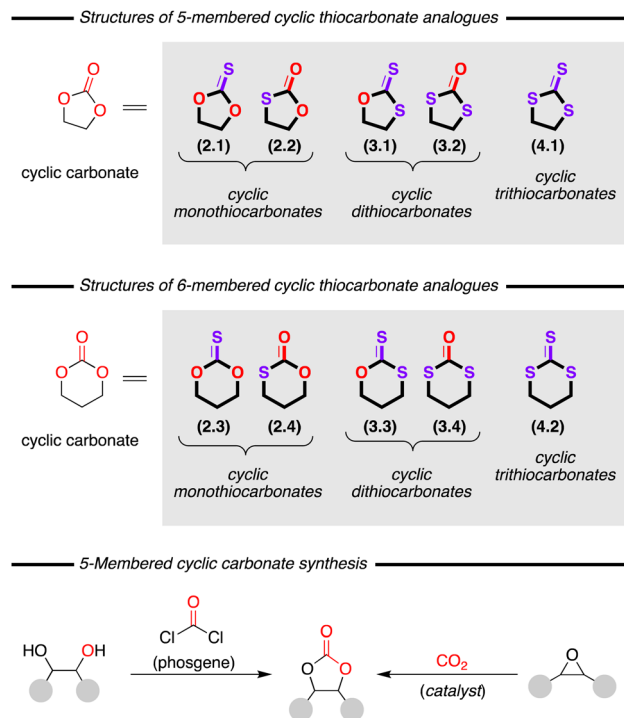 Structures of 5-membered cyclic thiocarbonate analogues
O
O O
cyclic carbonate
S
O O
(2.1)
O
S O
(2.2)
S
O S
(3.1)
O
S S
(3.2)
S
S S
(4.1)
cyclic
monothiocarbonates
cyclic
dithiocarbonates
cyclic
trithiocarbonates
Structures of 6-membered cyclic thiocarbonate analogues
O
O O
cyclic carbonate
S
O O
(2.3)
O
S O
(2.4)
S
O S
(3.3)
O
S S
(3.4)
S
S S
(4.2)
cyclic
monothiocarbonates
cyclic
dithiocarbonates
cyclic
trithiocarbonates
5-Membered cyclic carbonate synthesis
HO OH
O
Cl Cl
(phosgene)
O
O O
CO2
(catalyst)
O